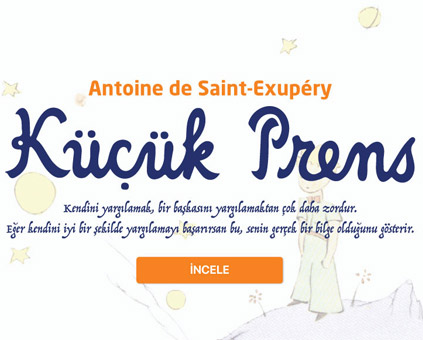 Antoine de Saint-Exupéry
Küçük Prens
Kendini yargılamak, bir başkasını yargılamaktan çok daha zordur.
Eğer kendini iyi bir şekilde yargılamayı başarırsan bu, senin gerçek bir bilge olduğunu gösterir.
İNCELE